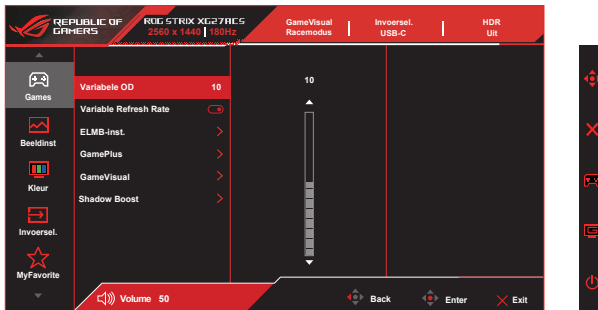 REPUBLIC OF
GAMERS
ROG STRIX XG27ACS
2560 x 1440 180Hz
GameVisual
Racemodus
Invoersel.
USB-C
HDR
Uit
Games
Beeldinst
Kleur
Invoersel.
MyFavorite
Variabele OD 10
Variable Refresh Rate
ELMB-inst.
GamePlus
GameVisual
Shadow Boost
10
Volume 50
Back
Enter
Exit